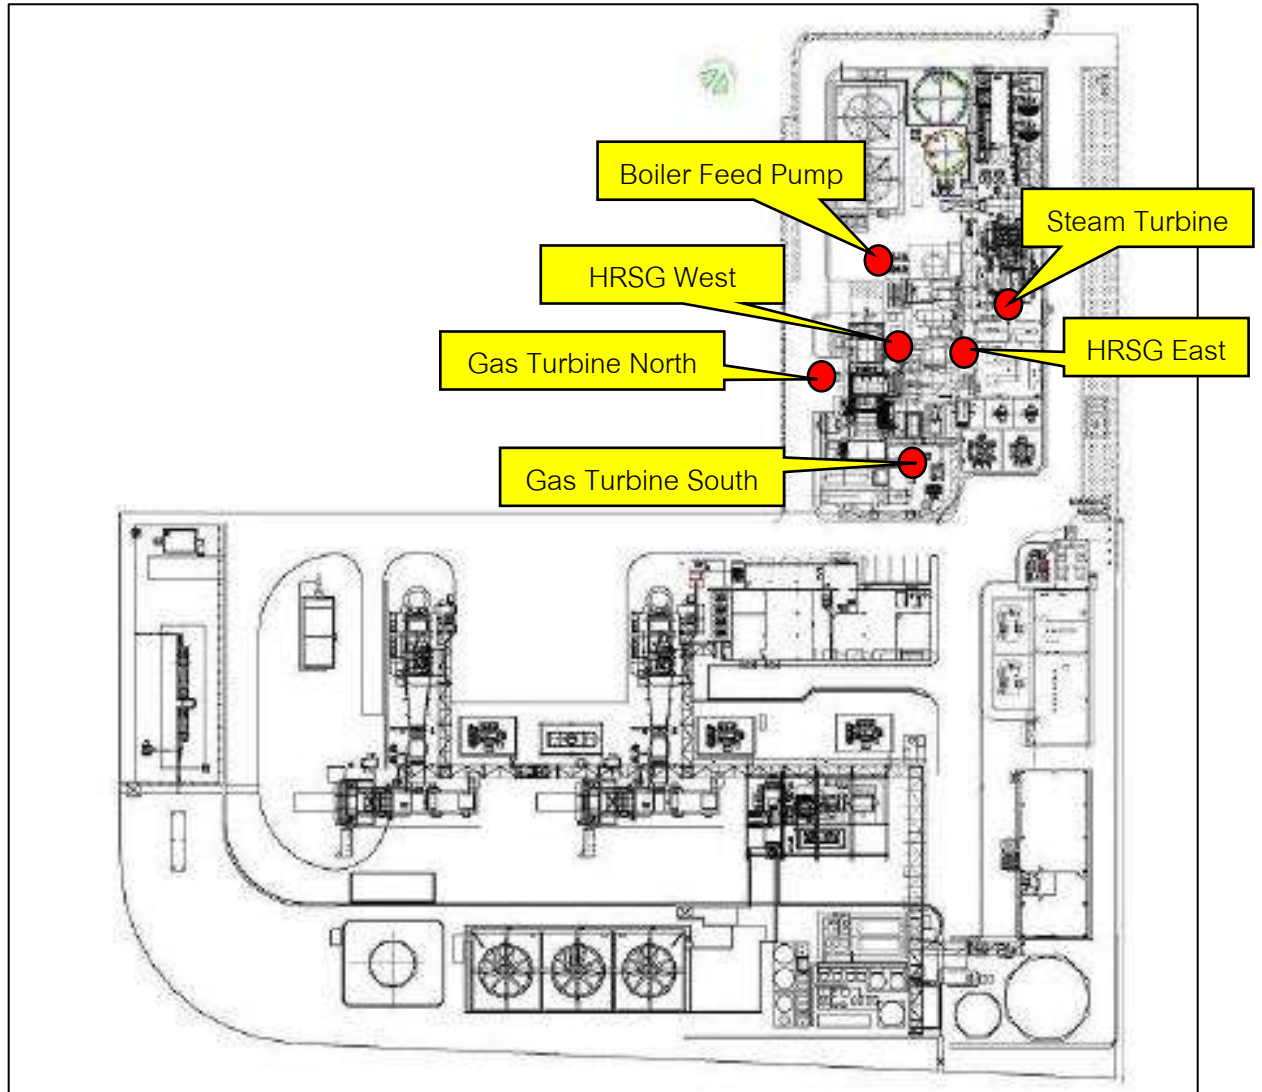 Boiler Feed Pump
Steam Turbine
HRSG West
HRSG East
Gas Turbine North
Gas Turbine South